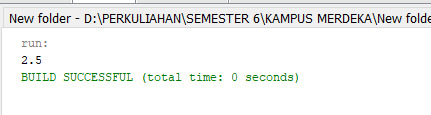 New folder - D:\PERKULIAHAN\SEMESTER 6\KAMPUS MERDEKA\New folde
run:
2.5
BUILD SUCCESSFUL (total time: 0 seconds)